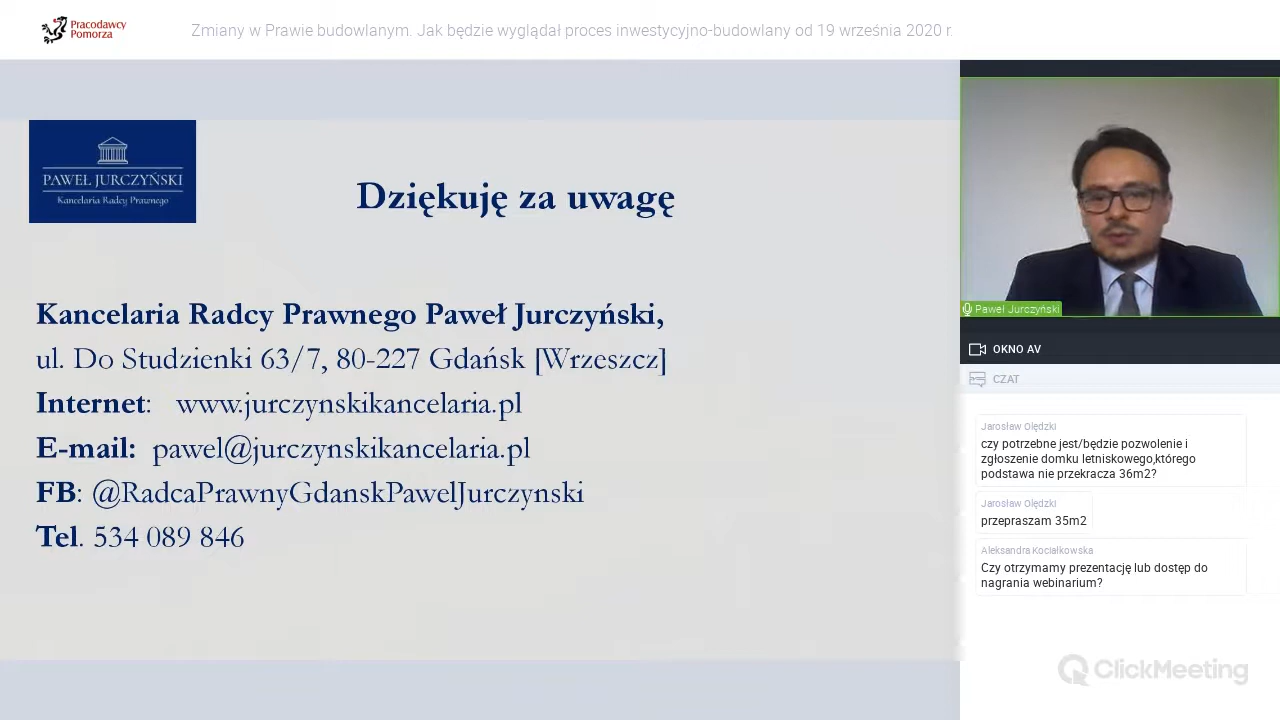 Pracodawcy
Pomorza
Zmiany w Prawie budowlanym. Jak będzie wyglądał proces inwestycyjno-budowlany od 19 września 2020 r.
PAWEŁ JURCZYŃSKI
Kancelaria Radcy Prawnego
Dziękuję za uwagę
Kancelaria Radcy Prawnego Paweł Jurczyński,
ul. Do Studzienki 63/7, 80-227 Gdańsk [Wrzeszcz]
Internet: www.jurczynskikancelaria.pl
E-mail: pawel@jurczynskikancelaria.pl
FB: @RadcaPrawnyGdanskPawelJurczynski
Tel. 534 089 846
Paweł Jurczyński
OKNO AV
CZAT
Jarosław Olędzki
czy potrzebne jest/będzie pozwolenie i
zgłoszenie domku letniskowego,którego
podstawa nie przekracza 36m2?
Jarosław Olędzki
przepraszam 35m2
Aleksandra Kociałkowska
Czy otrzymamy prezentację lub dostęp do
nagrania webinarium?
ClickMeeting